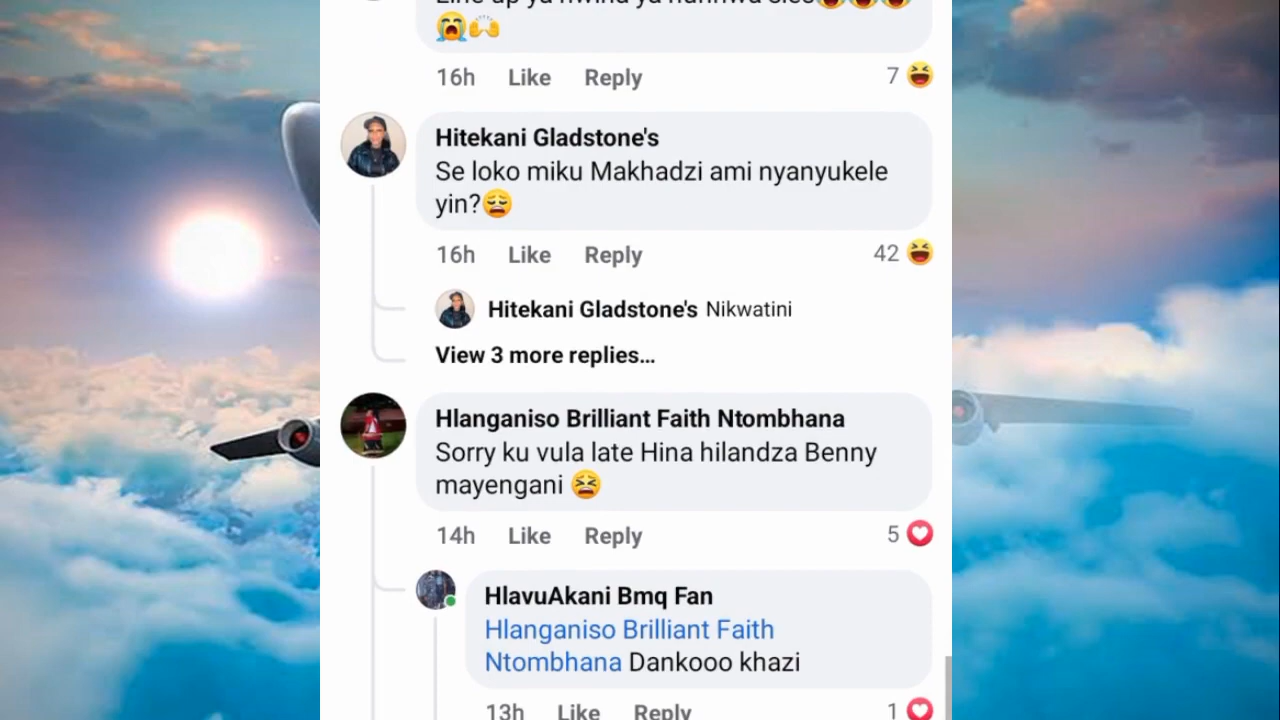 16h Like Reply 7
Hitekani Gladstone's
Se loko miku Makhadzi ami nyanyukele
yin?😩
16h Like Reply 42
Hitekani Gladstone's Nikwatini
View 3 more replies...
Hlanganiso Brilliant Faith Ntombhana
Sorry ku vula late Hina hilandza Benny
mayengani 😫
14h Like Reply 5
HlavuAkani Bmq Fan
Hlanganiso Brilliant Faith
Ntombhana Dankooo khazi
13h Like Reply 1